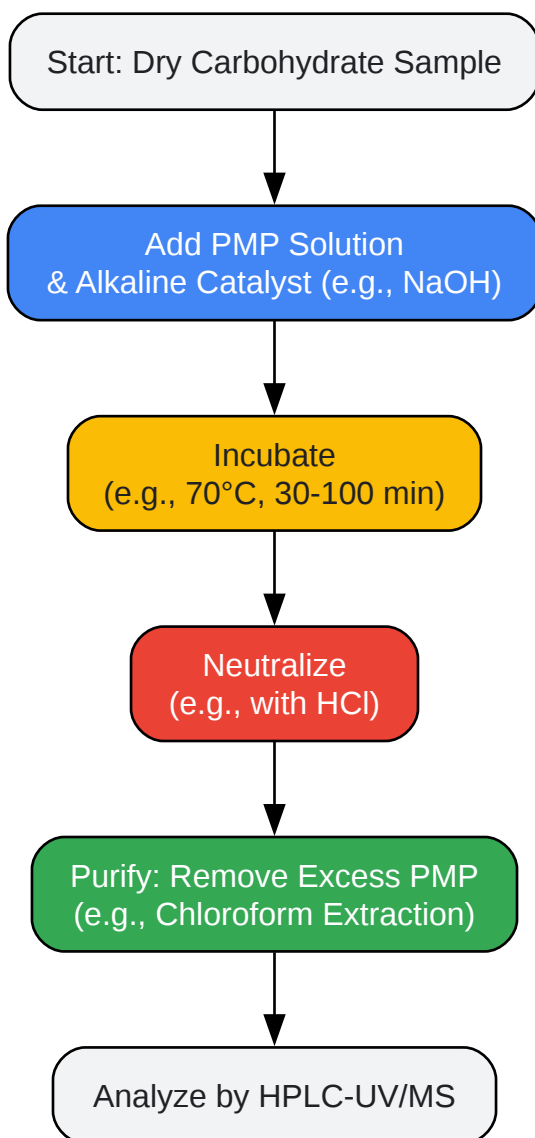 Start: Dry Carbohydrate Sample
Add PMP Solution
& Alkaline Catalyst (e.g., NaOH)
Incubate
(e.g., 70°C, 30-100 min)
Neutralize
(e.g., with HCl)
Purify: Remove Excess PMP
(e.g., Chloroform Extraction)
Analyze by HPLC-UV/MS